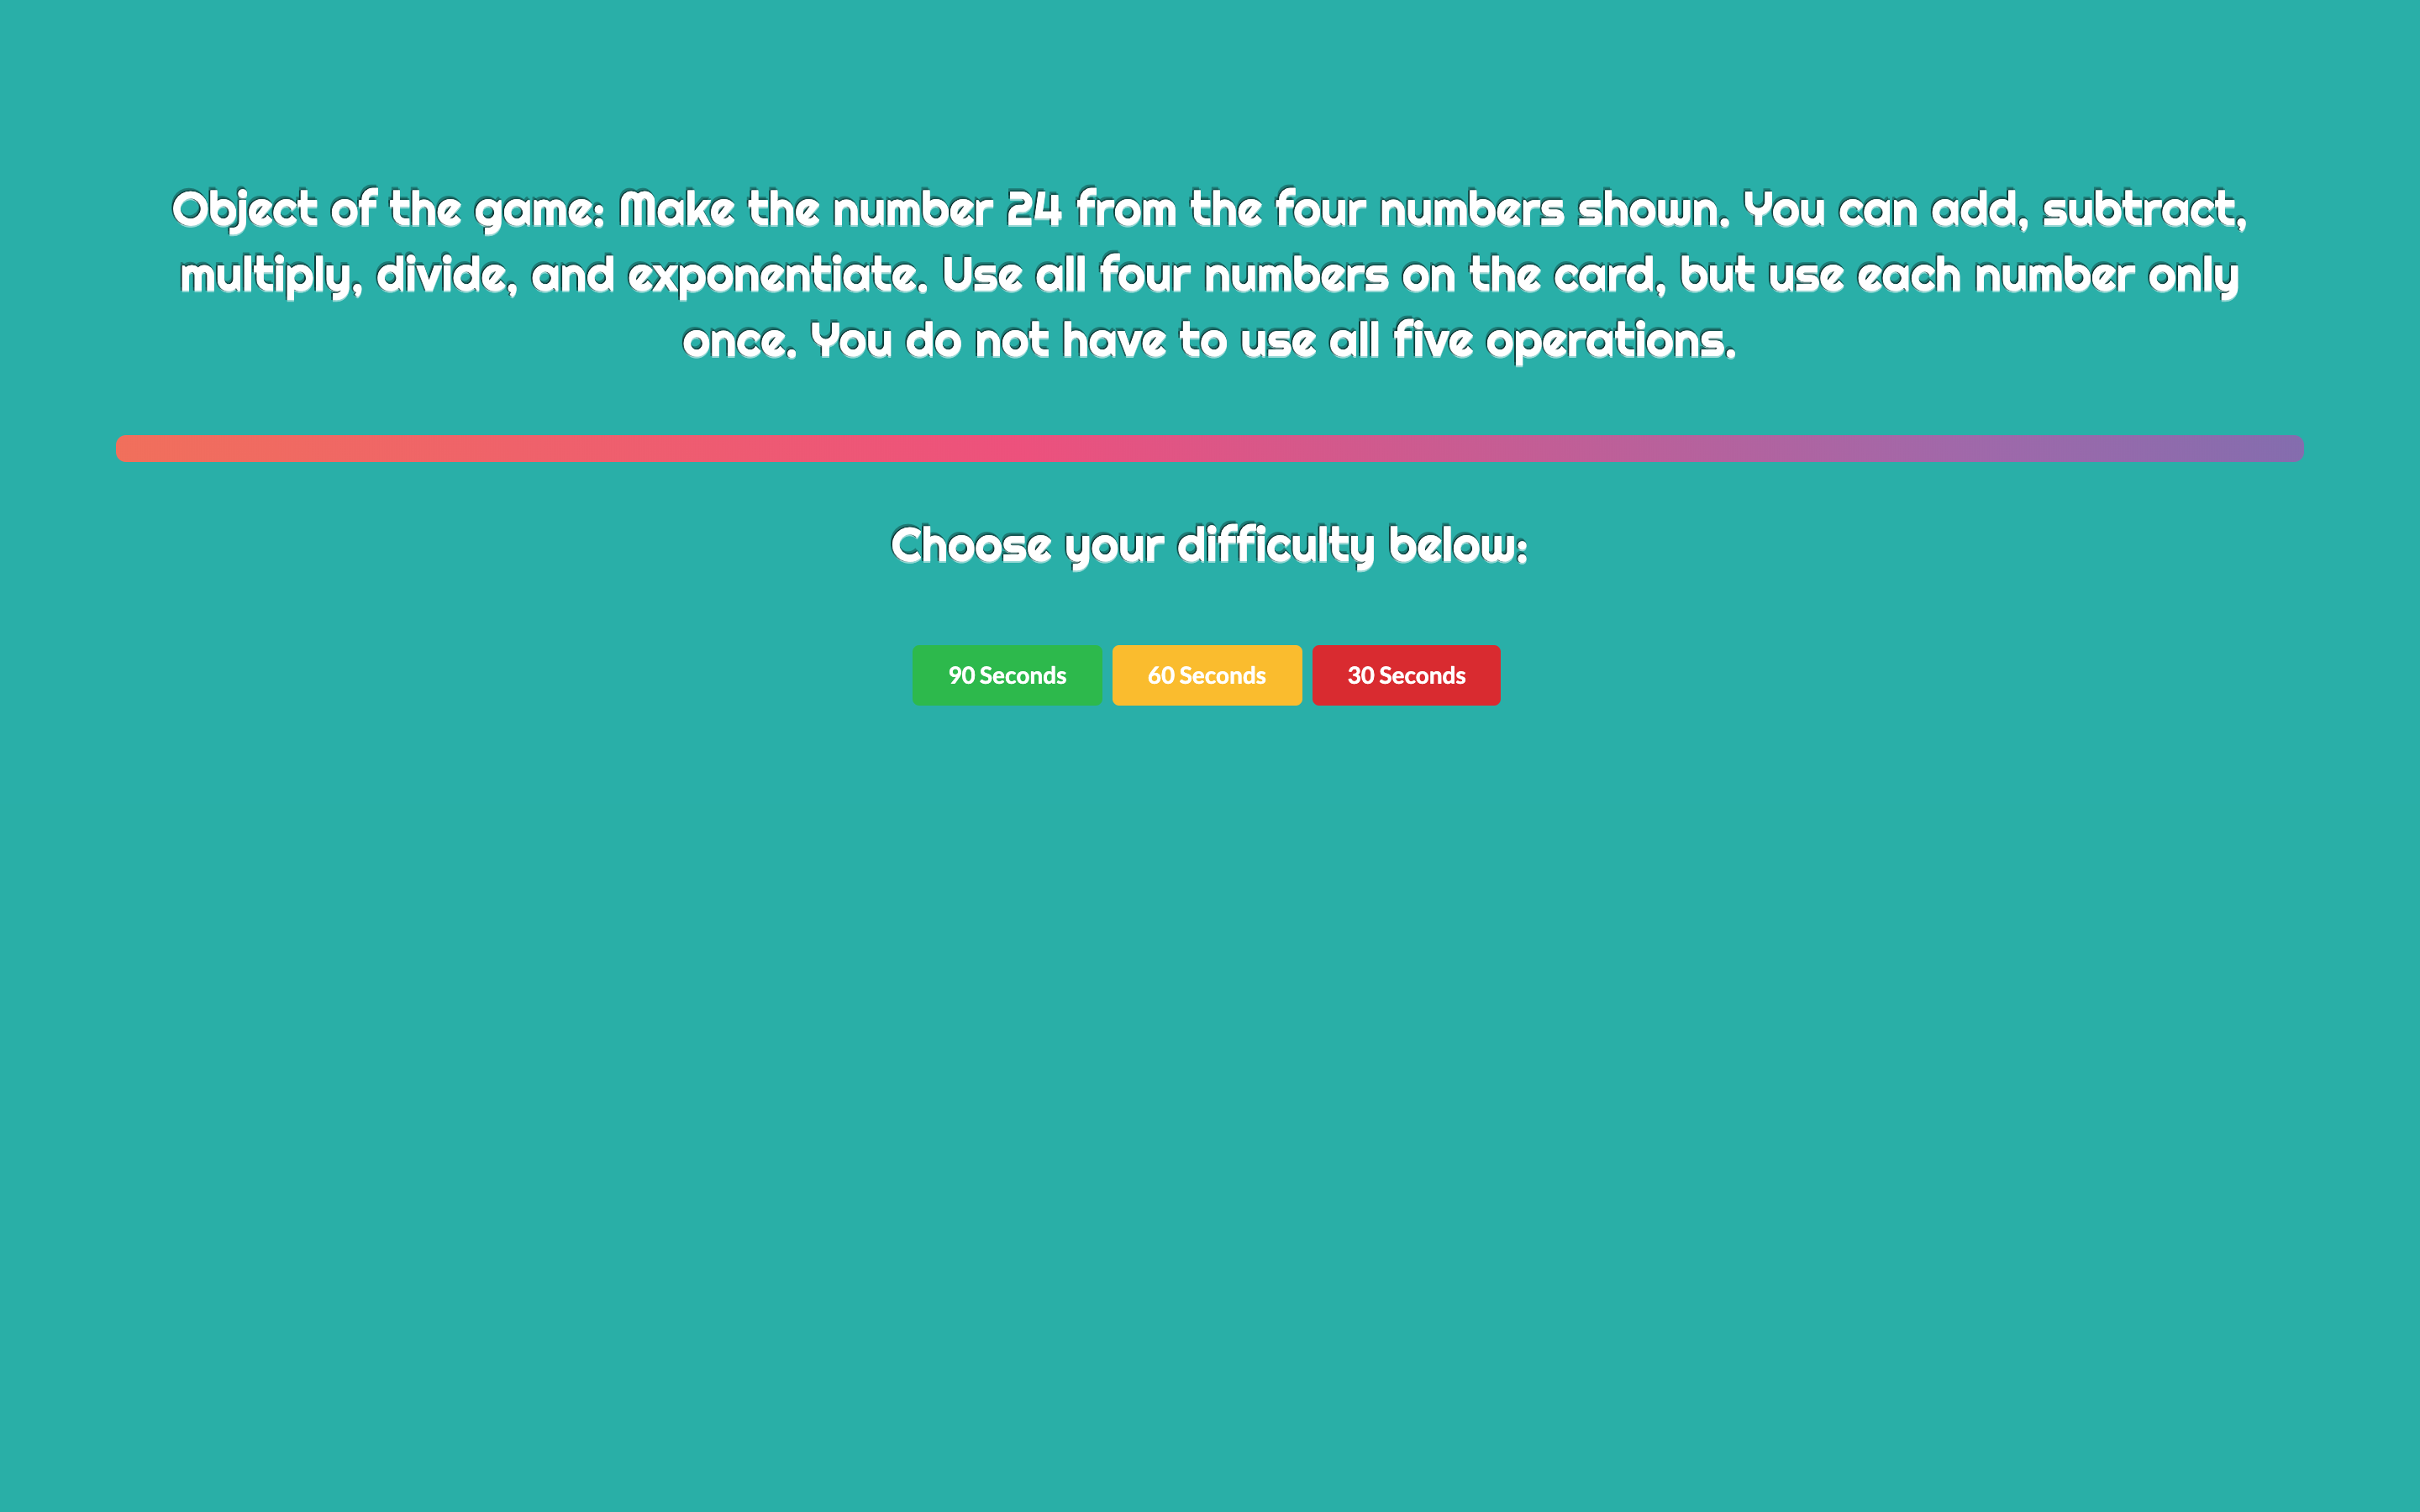 Object of the game: Make the number 24 from the four numbers shown. You can add, subtract,
multiply, divide, and exponentiate. Use all four numbers on the card, but use each number only
once. You do not have to use all five operations.
Choose your difficulty below:
90 Seconds 60 Seconds 30 Seconds